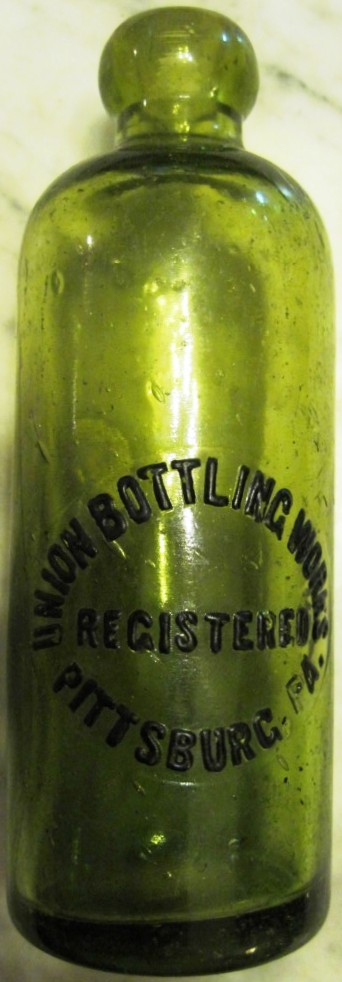 UNION BOTTLING WORKS
REGISTERED
PITTSBURG, PA.